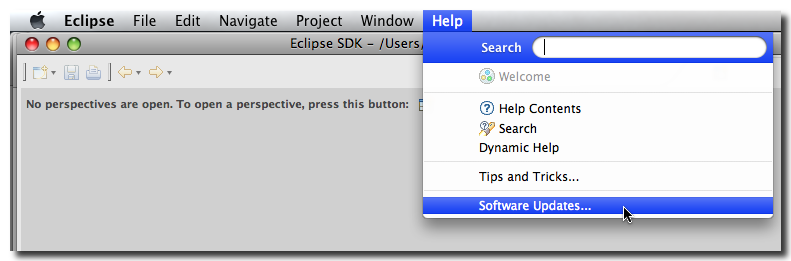 Eclipse File Edit Navigate Project Window Help
Eclipse SDK - /Users/
Search
Welcome
No perspectives are open. To open a perspective, press this button:
Help Contents
Search
Dynamic Help
Tips and Tricks...
Software Updates...